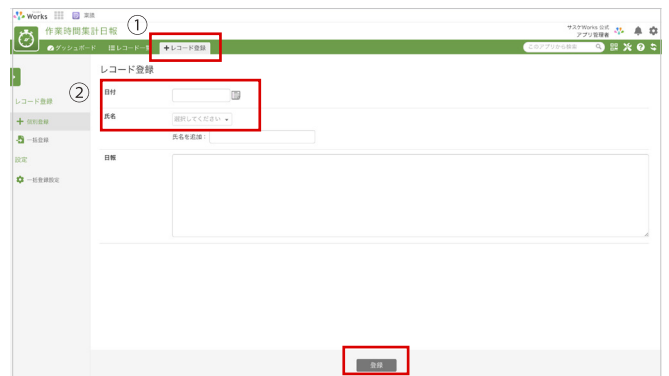 Works
作業時間集計日報
①
サスケWorks 公式
アプリ管理者
ダッシュボード
レコード一覧
+レコード登録
このアプリから検索
レコード登録
②
日付
氏名
選択してください
氏名を追加：
日報
レコード登録
個別登録
一括登録
設定
一括登録設定
登録